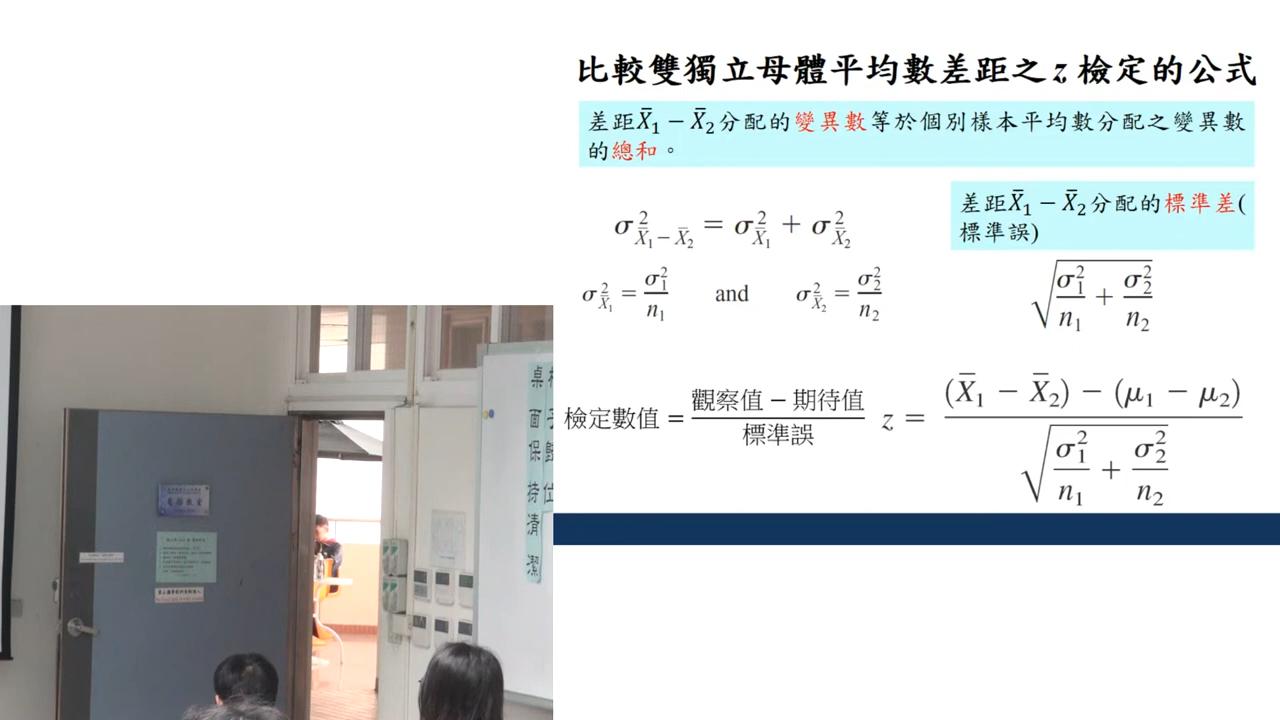 比較雙獨立母體平均數差距之 z 檢定的公式
差距X̄₁ − X̄₂分配的變異數等於個別樣本平均數分配之變異數
的總和。
差距X̄₁ − X̄₂分配的標準差(
標準誤)
σ²_{X̄₁ − X̄₂} = σ²_{X̄₁} + σ²_{X̄₂}
σ²_{X̄₁} = σ₁²/n₁ and σ²_{X̄₂} = σ₂²/n₂
√(σ₁²/n₁ + σ₂²/n₂)
檢定數值 = (觀察值 − 期待值)/標準誤
z = ((X̄₁ − X̄₂) − (μ₁ − μ₂))/√(σ₁²/n₁ + σ₂²/n₂)
桌
面
保
持
清
潔